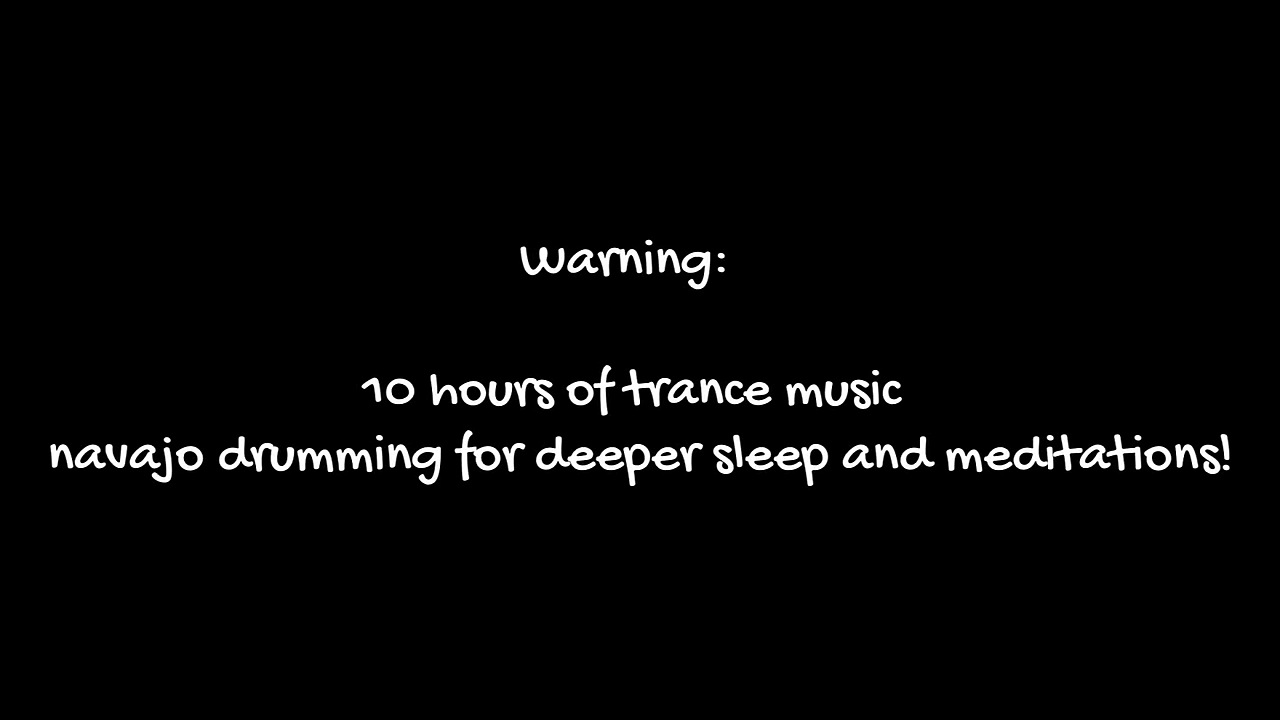 Warning:
10 hours of trance music
navajo drumming for deeper sleep and meditations!